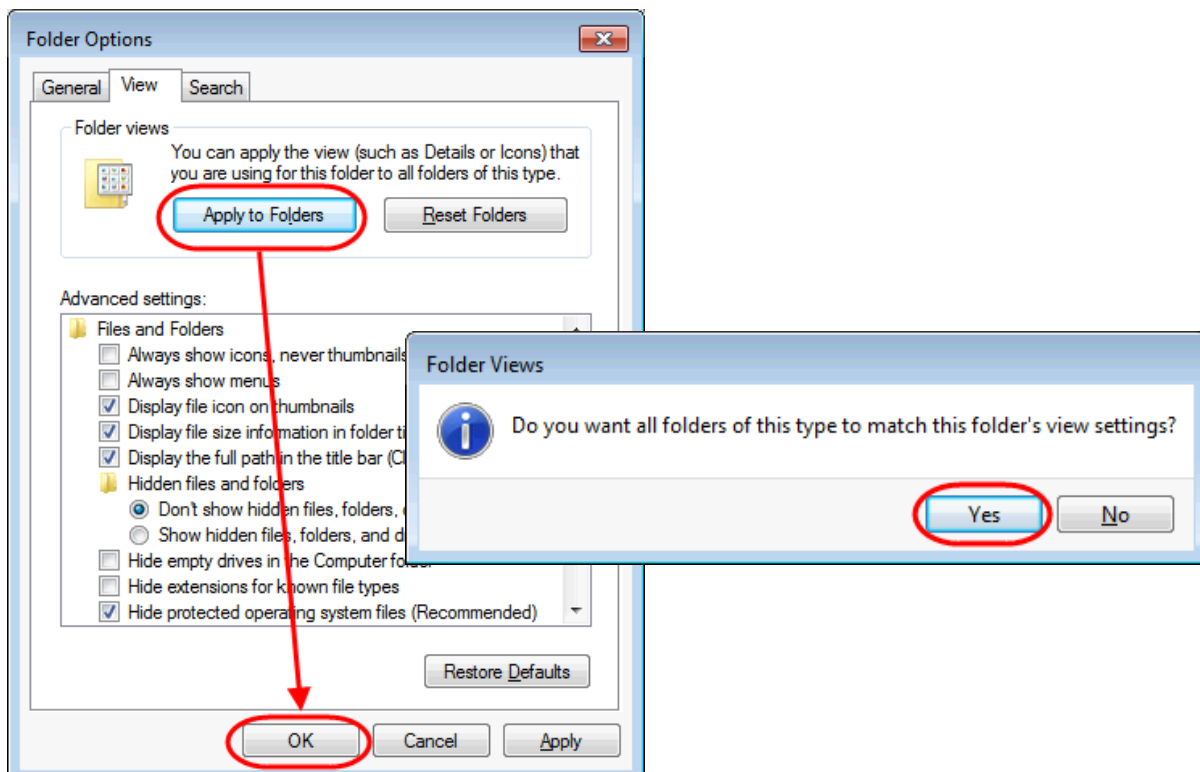 Folder Options
General View Search
Folder views
You can apply the view (such as Details or Icons) that
you are using for this folder to all folders of this type.
Apply to Folders Reset Folders
Advanced settings:
Files and Folders
Always show icons, never thumbnails
Always show menus
Display file icon on thumbnails
Display file size information in folder
Display the full path in the title bar
Hidden files and folders
Don't show hidden files, folders,
Show hidden files, folders, and
Hide empty drives in the Computer folder
Hide extensions for known file types
Hide protected operating system files (Recommended)
Restore Defaults
OK Cancel Apply
Folder Views
Do you want all folders of this type to match this folder's view settings?
Yes No